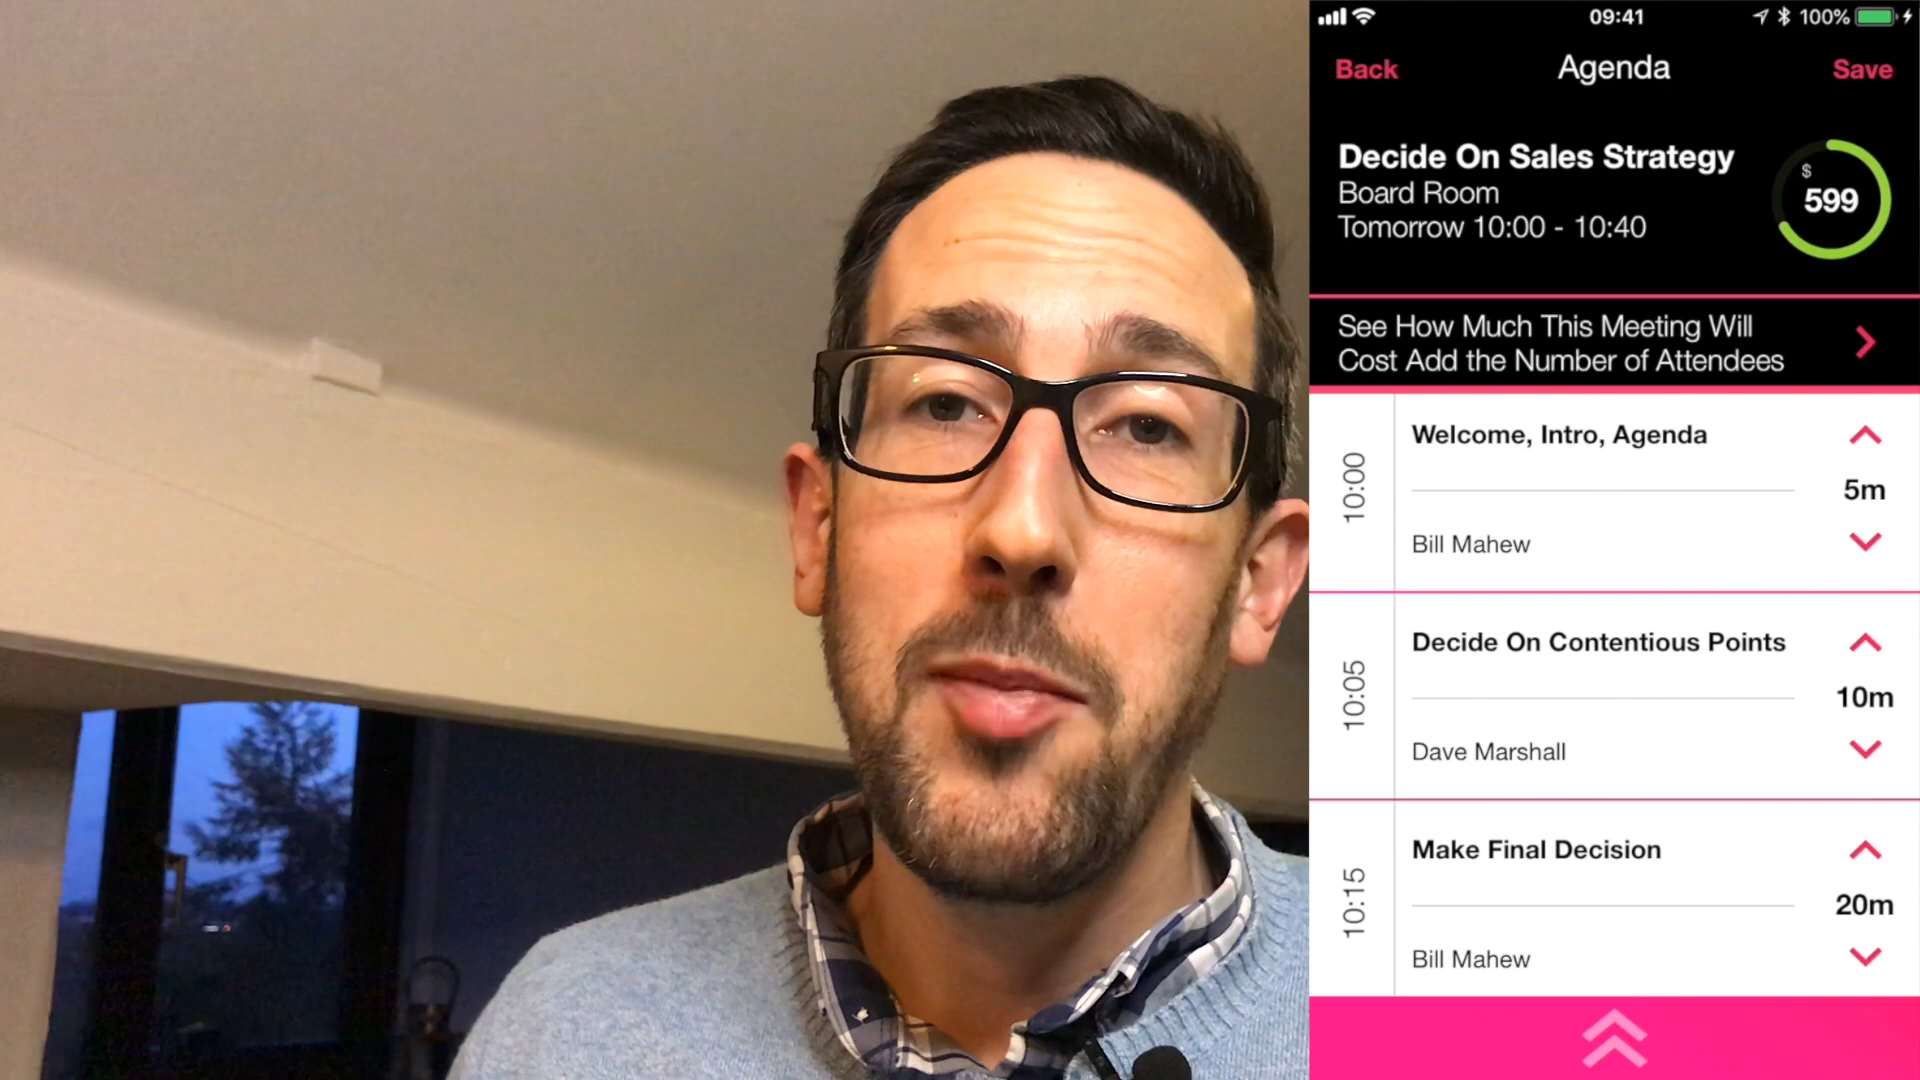 09:41
100%
Back
Agenda
Save
Decide On Sales Strategy
Board Room
Tomorrow 10:00 - 10:40
$
599
See How Much This Meeting Will
Cost Add the Number of Attendees
10:00
Welcome, Intro, Agenda
5m
Bill Mahew
10:05
Decide On Contentious Points
10m
Dave Marshall
10:15
Make Final Decision
20m
Bill Mahew